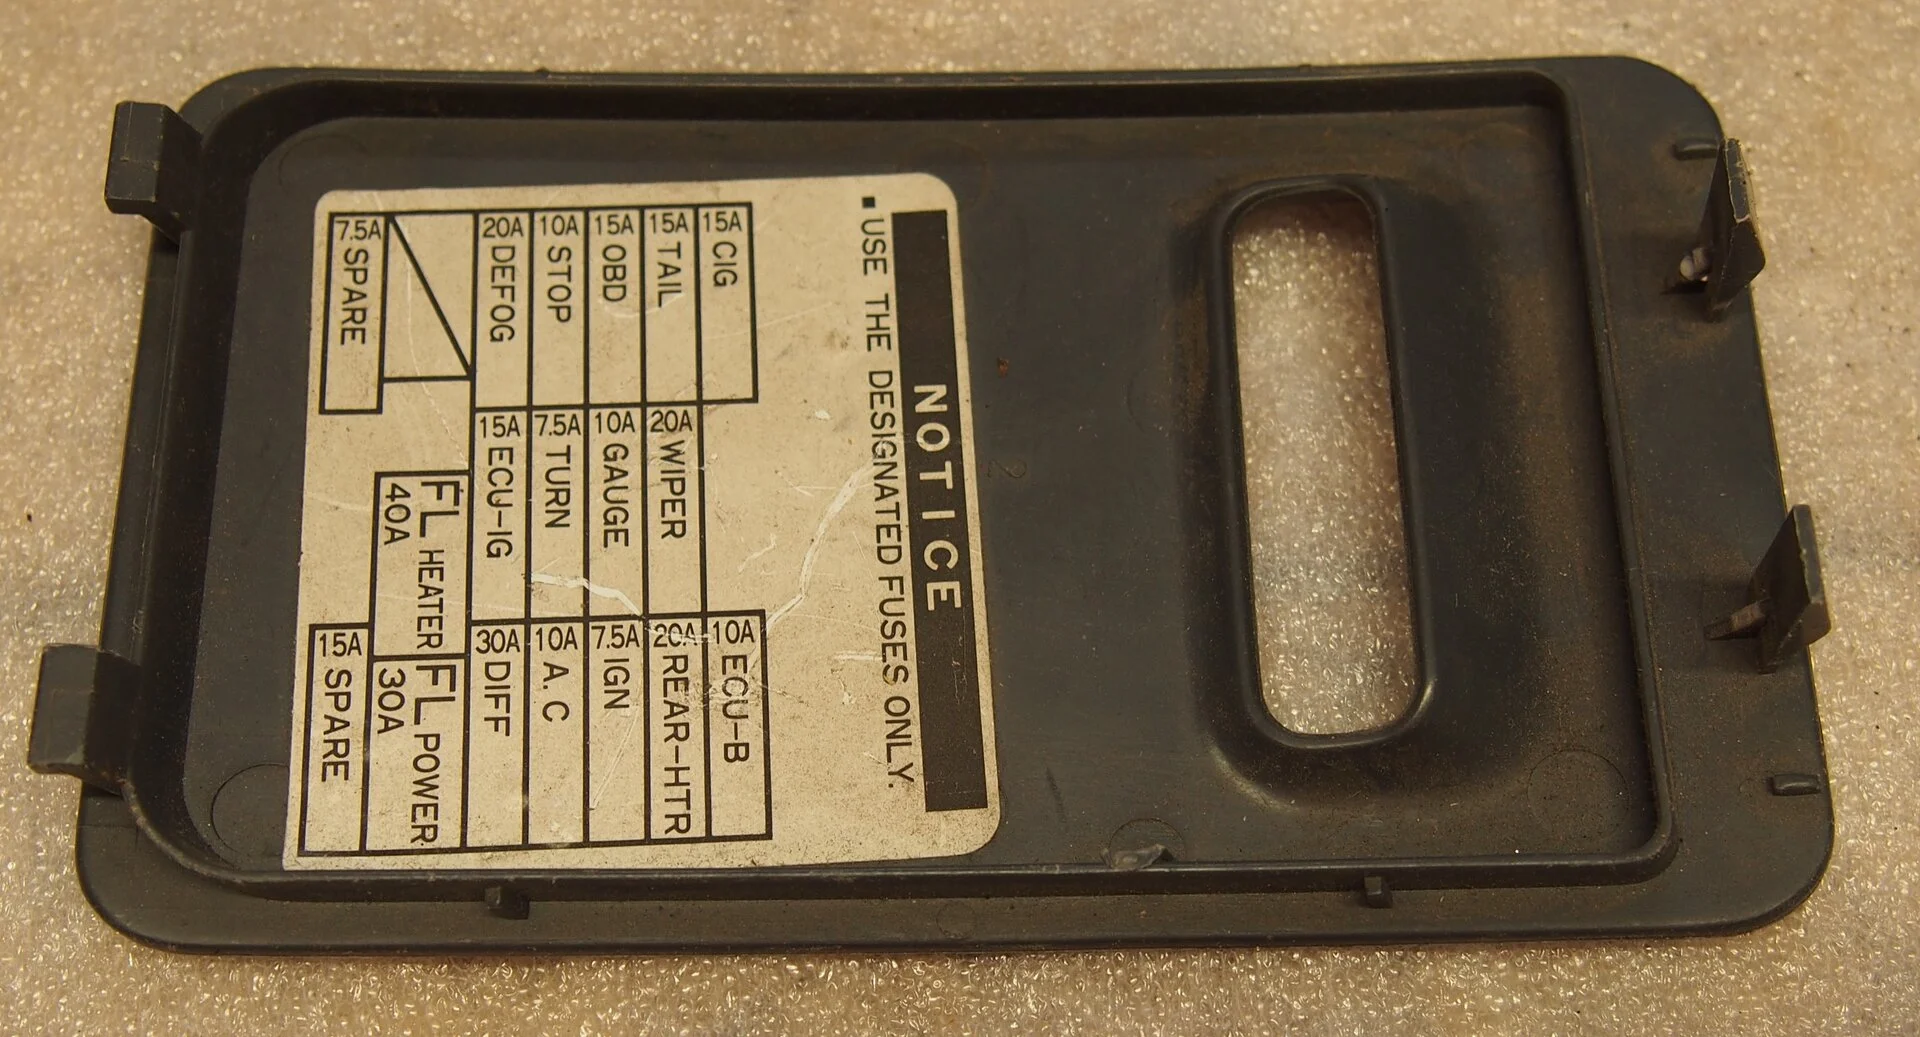 NOTICE
▪USE THE DESIGNATED FUSES ONLY.
15A CIG 10A ECU-B
15A TAIL 20A WIPER 20A REAR-HTR
15A OBD 10A GAUGE 7.5A IGN
10A STOP 7.5A TURN 10A A.C
20A DEFOG 15A ECU-IG 30A DIFF
FL HEATER FL POWER
40A 30A
7.5A SPARE 15A SPARE